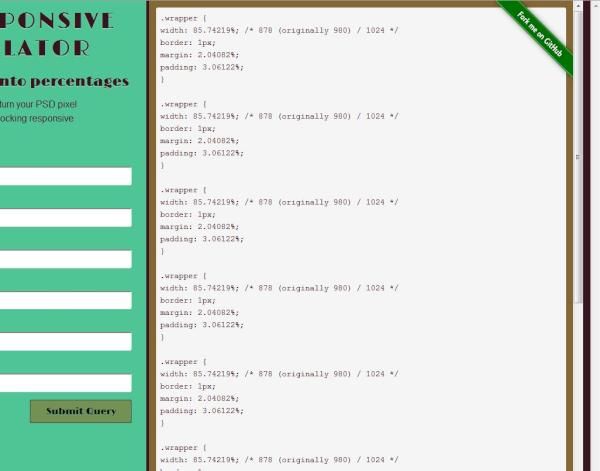 PONSIVE
LATOR
nto percentages
turn your PSD pixel
ocking responsive
Submit Query
.wrapper {
width: 85.74219%; /* 878 (originally 980) / 1024 */
border: 1px;
margin: 2.04082%;
padding: 3.06122%;
}
.wrapper {
width: 85.74219%; /* 878 (originally 980) / 1024 */
border: 1px;
margin: 2.04082%;
padding: 3.06122%;
}
.wrapper {
width: 85.74219%; /* 878 (originally 980) / 1024 */
border: 1px;
margin: 2.04082%;
padding: 3.06122%;
}
.wrapper {
width: 85.74219%; /* 878 (originally 980) / 1024 */
border: 1px;
margin: 2.04082%;
padding: 3.06122%;
}
.wrapper {
width: 85.74219%; /* 878 (originally 980) / 1024 */
border: 1px;
margin: 2.04082%;
padding: 3.06122%;
}
.wrapper {
width: 85.74219%; /* 878 (originally 980) / 1024 */
Fork me on GitHub